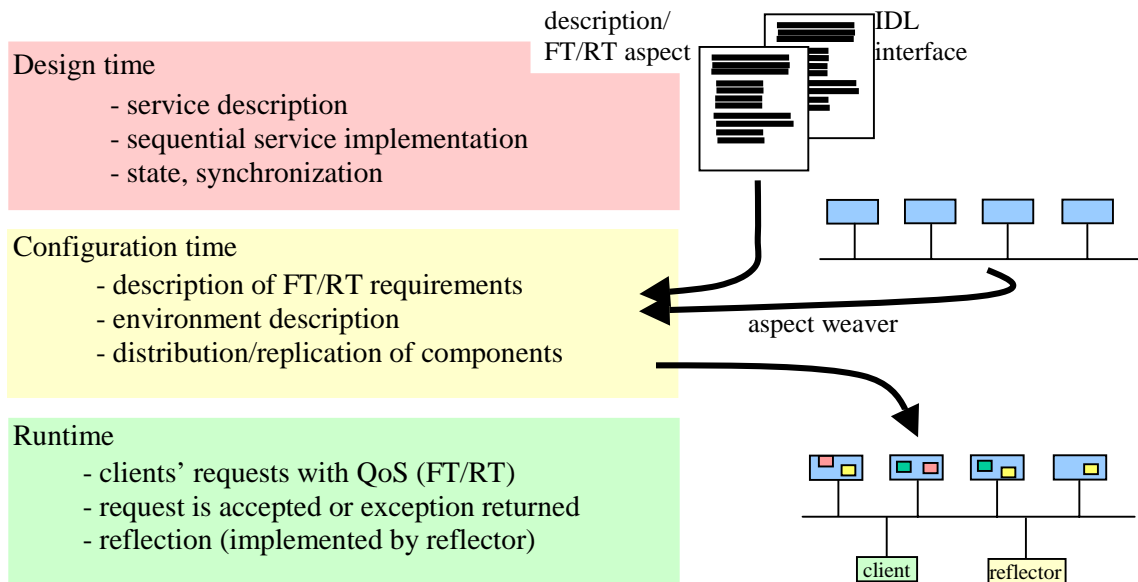 description/
FT/RT aspect
IDL
interface
Design time
- service description
- sequential service implementation
- state, synchronization
Configuration time
- description of FT/RT requirements
- environment description
- distribution/replication of components
aspect weaver
Runtime
- clients’ requests with QoS (FT/RT)
- request is accepted or exception returned
- reflection (implemented by reflector)
client
reflector